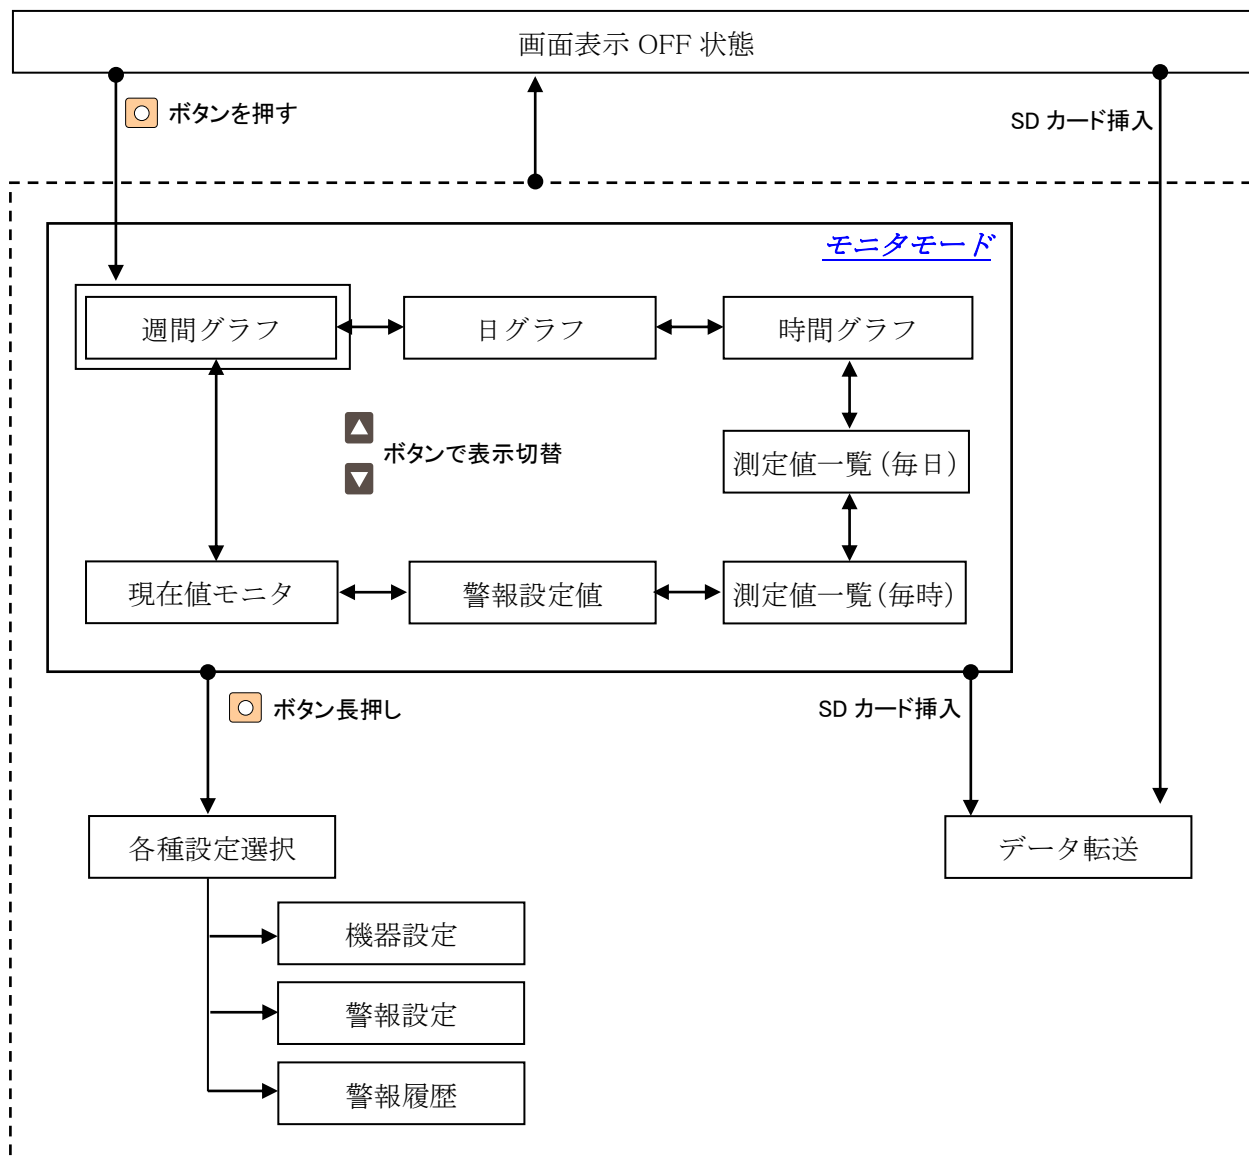 画面表示 OFF 状態
ボタンを押す
SD カード挿入
モニタモード
週間グラフ
日グラフ
時間グラフ
ボタンで表示切替
測定値一覧(毎日)
現在値モニタ
警報設定値
測定値一覧(毎時)
ボタン長押し
SD カード挿入
各種設定選択
データ転送
機器設定
警報設定
警報履歴